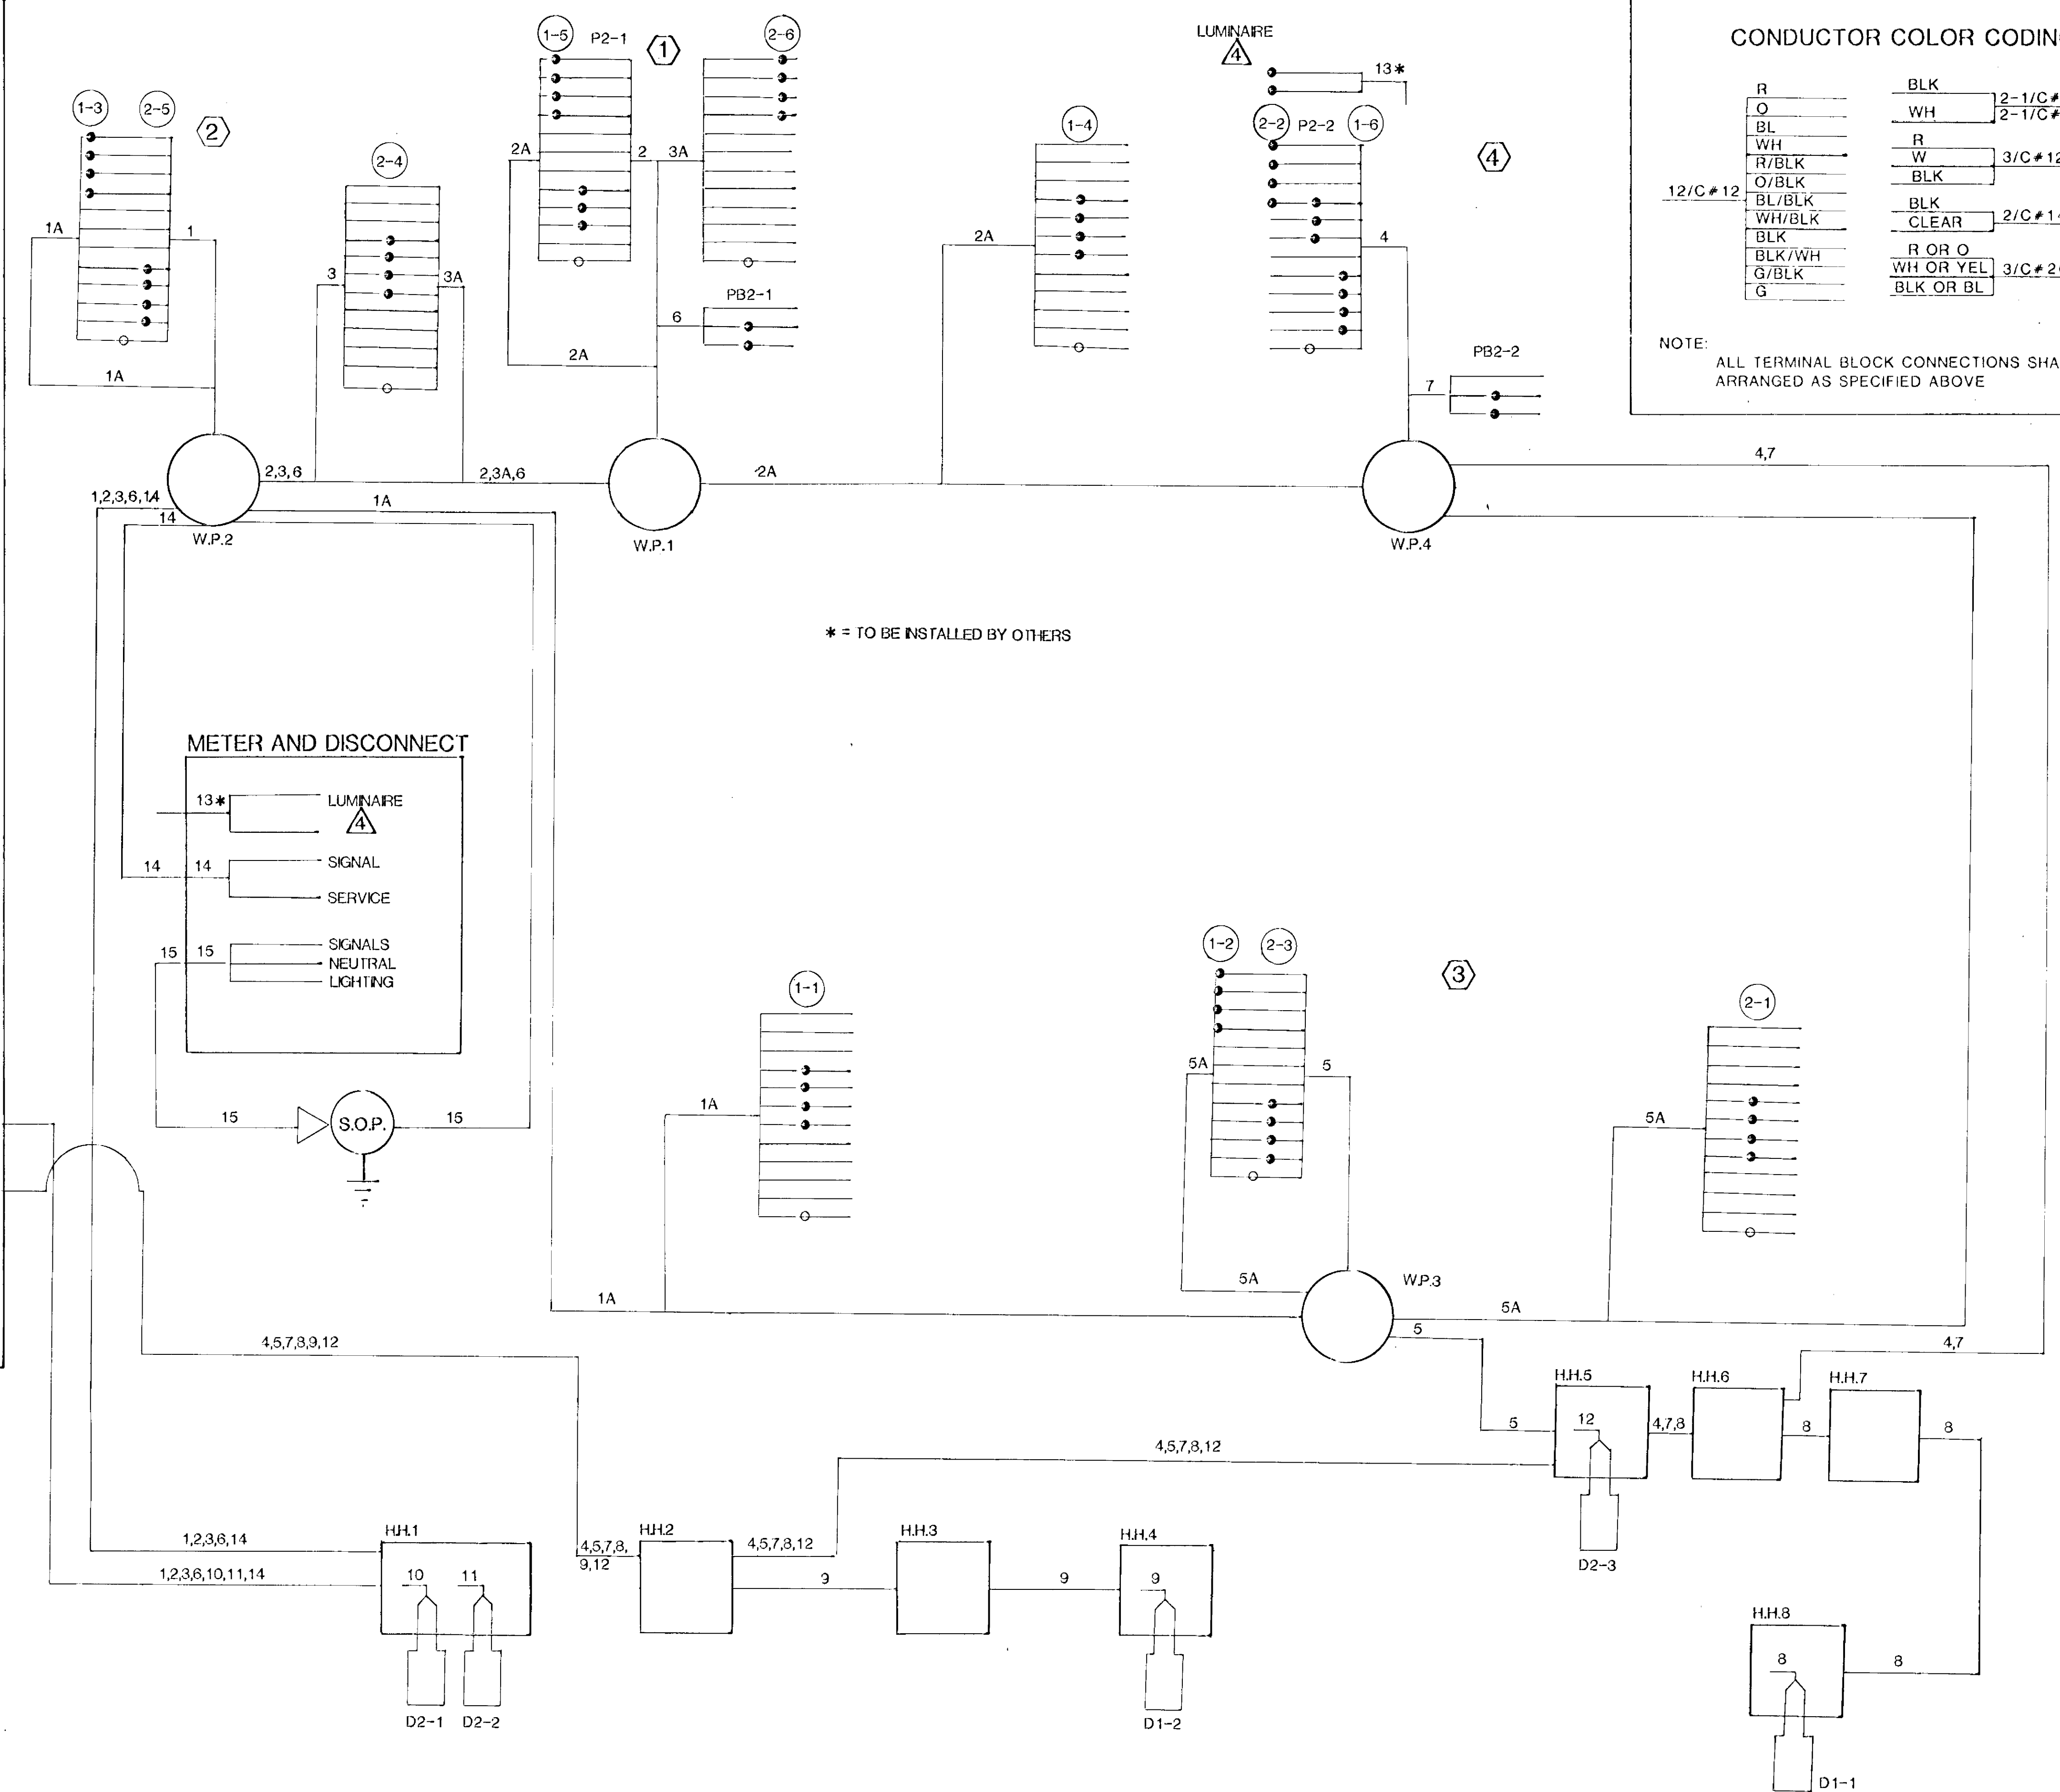 CONDUCTOR COLOR CODIN
R
O
BL
WH
R/BLK
O/BLK
BL/BLK
WH/BLK
BLK
BLK/WH
G/BLK
G
12/C # 12
BLK
WH
2-1/C #
2-1/C #
R
W
BLK
3/C # 12
BLK
CLEAR
2/C # 14
R OR O
WH OR YEL
BLK OR BL
3/C # 2
NOTE:
ALL TERMINAL BLOCK CONNECTIONS SHA
ARRANGED AS SPECIFIED ABOVE
1-3
2-5
2
1A
1
1A
2-4
3
3A
1-5
P2-1
1
2-6
2A
2
3A
2A
6
PB2-1
1-4
2A
LUMINAIRE
4
13*
2-2
P2-2
1-6
4
4
7
PB2-2
2,3,6
2,3A,6
2A
4,7
1,2,3,6,14
14
1A
W.P.2
W.P.1
W.P.4
* = TO BE INSTALLED BY OTHERS
METER AND DISCONNECT
13*
LUMINAIRE
4
14
14
SIGNAL
SERVICE
15
15
SIGNALS
NEUTRAL
LIGHTING
15
S.O.P.
15
1-1
1A
1A
1-2
2-3
3
5A
5
5A
W.P.3
2-1
5A
5A
5
4,7
4,5,7,8,9,12
H.H.5
12
5
4,7,8
H.H.6
8
H.H.7
8
D2-3
4,5,7,8,12
1,2,3,6,14
1,2,3,6,10,11,14
H.H.1
10
11
D2-1
D2-2
4,5,7,8,
9,12
H.H.2
4,5,7,8,12
9
H.H.3
9
H.H.4
9
D1-2
H.H.8
8
8
D1-1